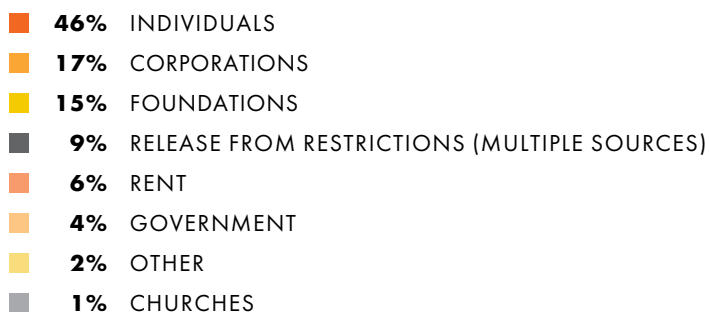 46% INDIVIDUALS
17% CORPORATIONS
15% FOUNDATIONS
9% RELEASE FROM RESTRICTIONS (MULTIPLE SOURCES)
6% RENT
4% GOVERNMENT
2% OTHER
1% CHURCHES